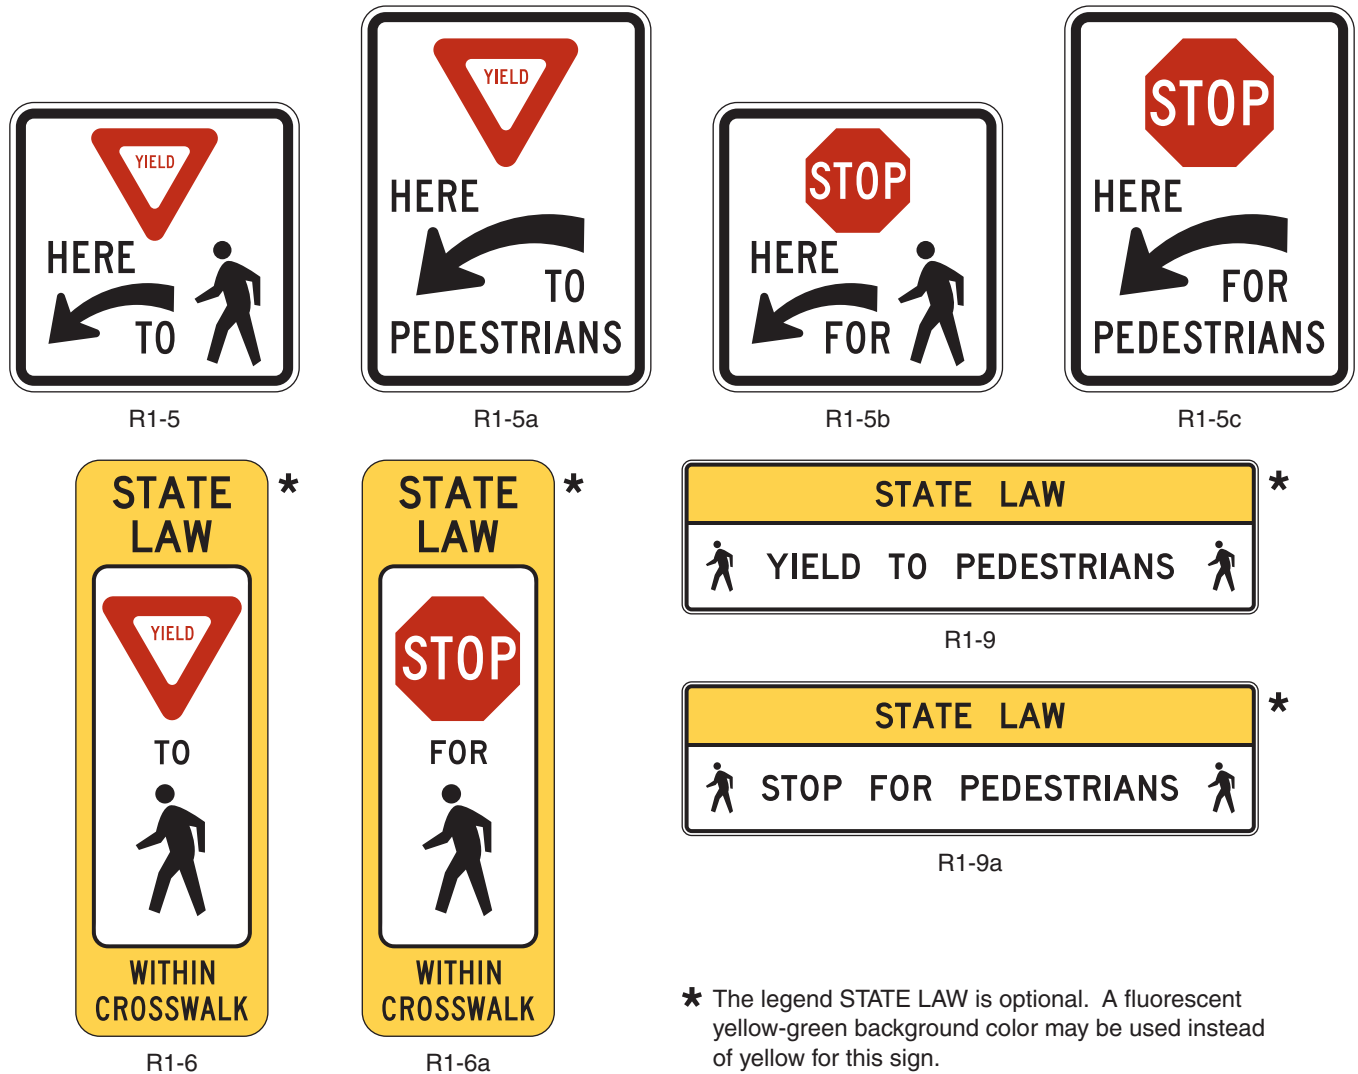 YIELD
HERE
TO
R1-5
YIELD
HERE
TO
PEDESTRIANS
R1-5a
STOP
HERE
FOR
R1-5b
STOP
HERE
FOR
PEDESTRIANS
R1-5c
STATE
LAW
YIELD
TO
WITHIN
CROSSWALK
*
R1-6
STATE
LAW
STOP
FOR
WITHIN
CROSSWALK
*
R1-6a
STATE LAW
YIELD TO PEDESTRIANS
*
R1-9
STATE LAW
STOP FOR PEDESTRIANS
*
R1-9a
* The legend STATE LAW is optional. A fluorescent
yellow-green background color may be used instead
of yellow for this sign.